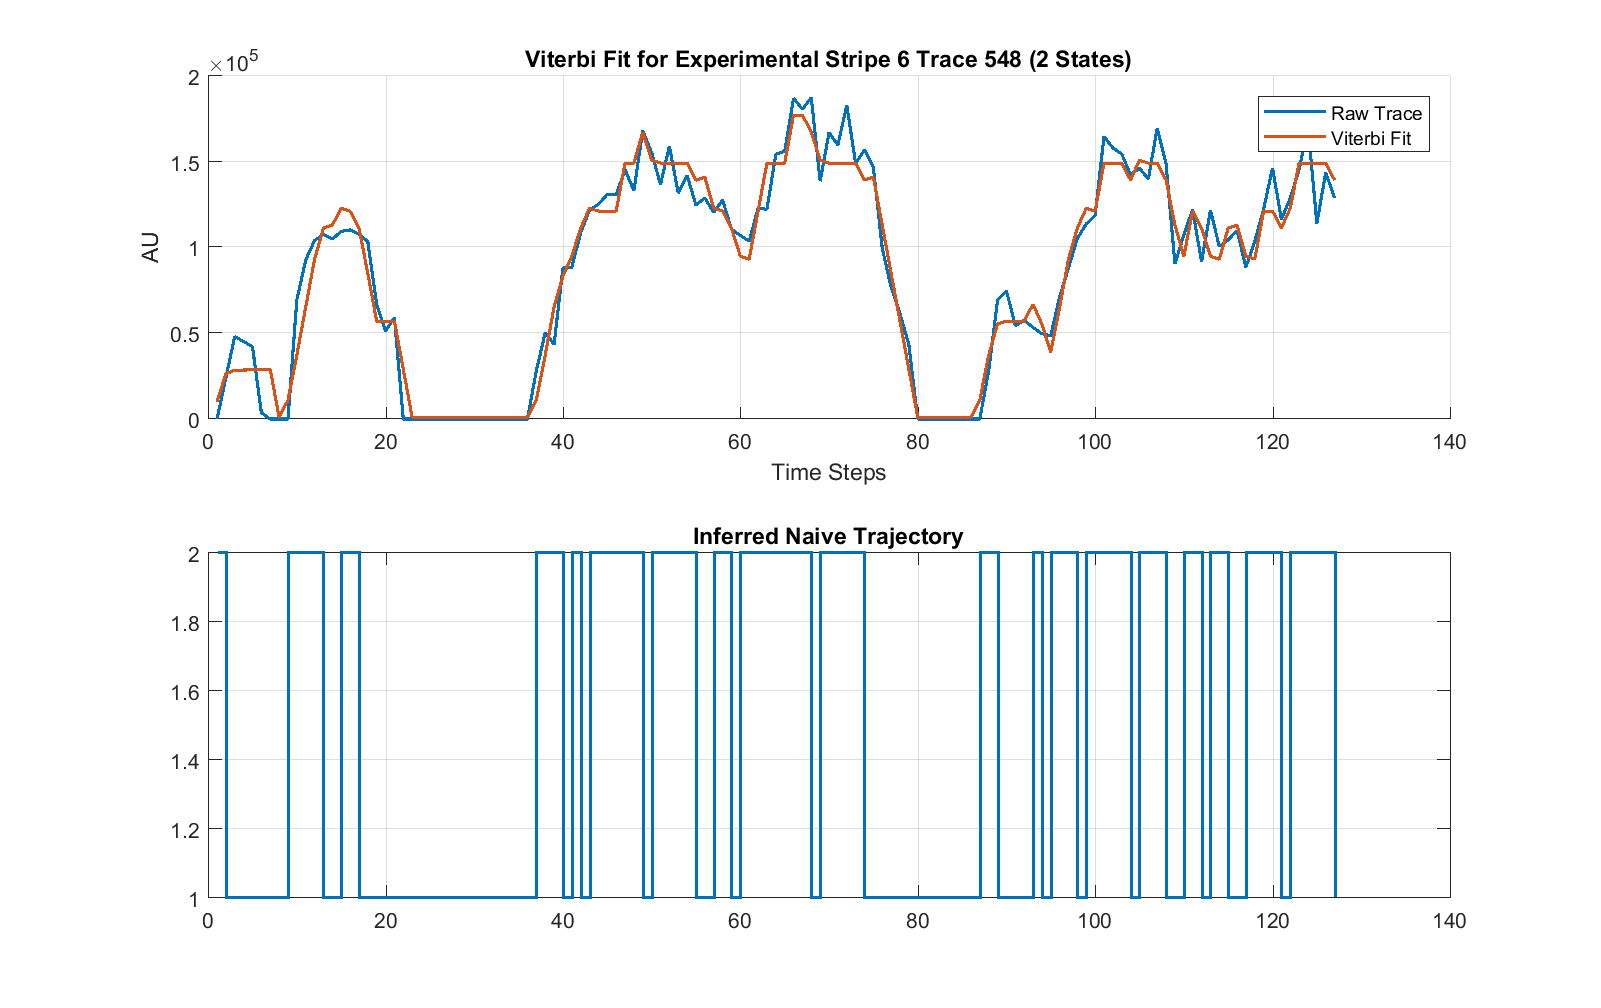 Viterbi Fit for Experimental Stripe 6 Trace 548 (2 States)
×10^5
2
1.5
1
0.5
0
AU
Raw Trace
Viterbi Fit
0 20 40 60 80 100 120 140
Time Steps
Inferred Naive Trajectory
2
1.8
1.6
1.4
1.2
1
0 20 40 60 80 100 120 140